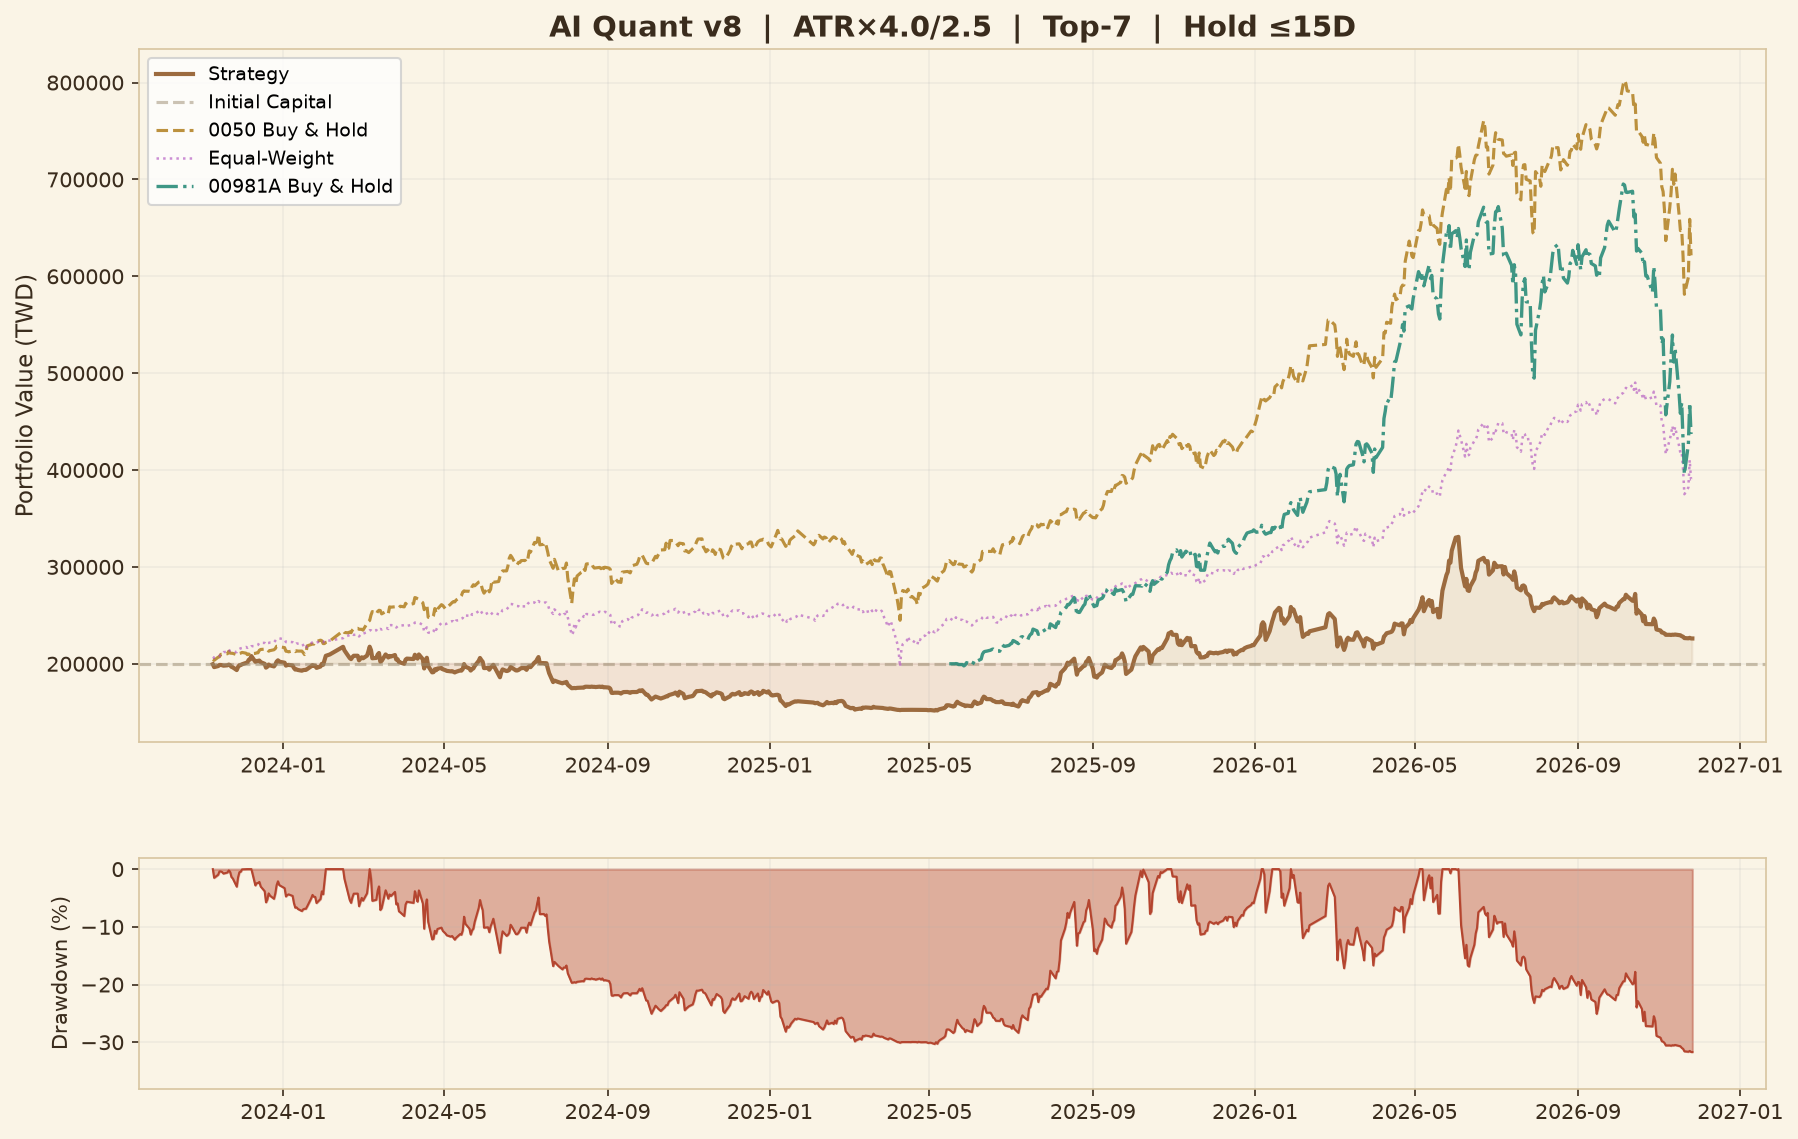 AI Quant v8 | ATR×4.0/2.5 | Top-7 | Hold ≤15D
Strategy
Initial Capital
0050 Buy & Hold
Equal-Weight
00981A Buy & Hold
Portfolio Value (TWD)
800000
700000
600000
500000
400000
300000
200000
2024-01 2024-05 2024-09 2025-01 2025-05 2025-09 2026-01 2026-05 2026-09 2027-01
Drawdown (%)
0
−10
−20
−30
2024-01 2024-05 2024-09 2025-01 2025-05 2025-09 2026-01 2026-05 2026-09 2027-01